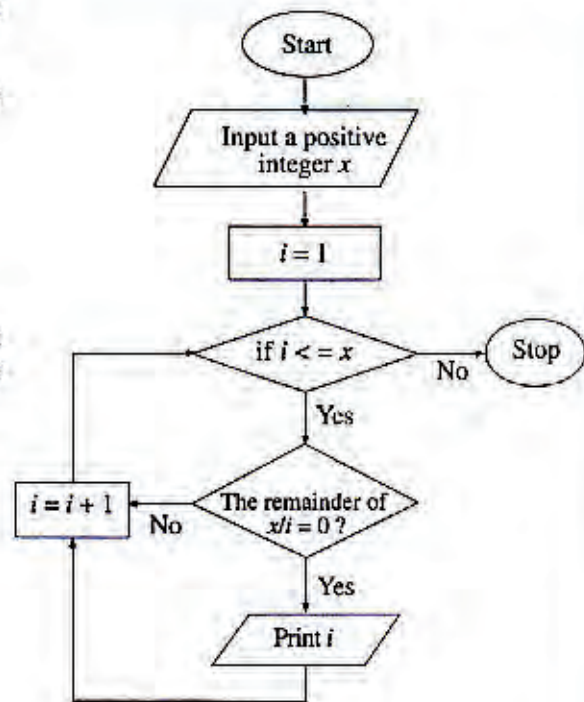 Start
Input a positive
integer x
i = 1
if i < = x
No
Stop
Yes
i = i + 1
No
The remainder of
x/i = 0 ?
Yes
Print i